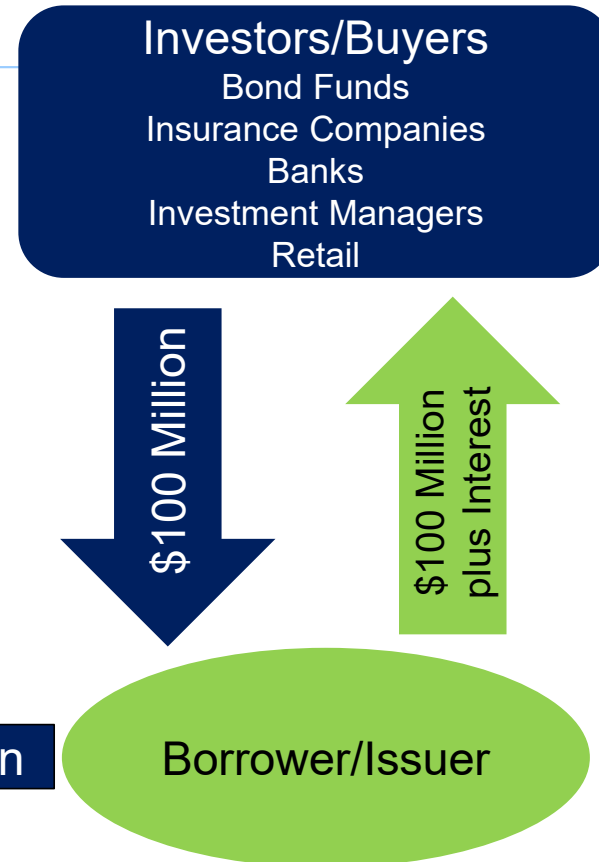 Investors/Buyers
Bond Funds
Insurance Companies
Banks
Investment Managers
Retail
$100 Million
$100 Million
plus Interest
n
Borrower/Issuer